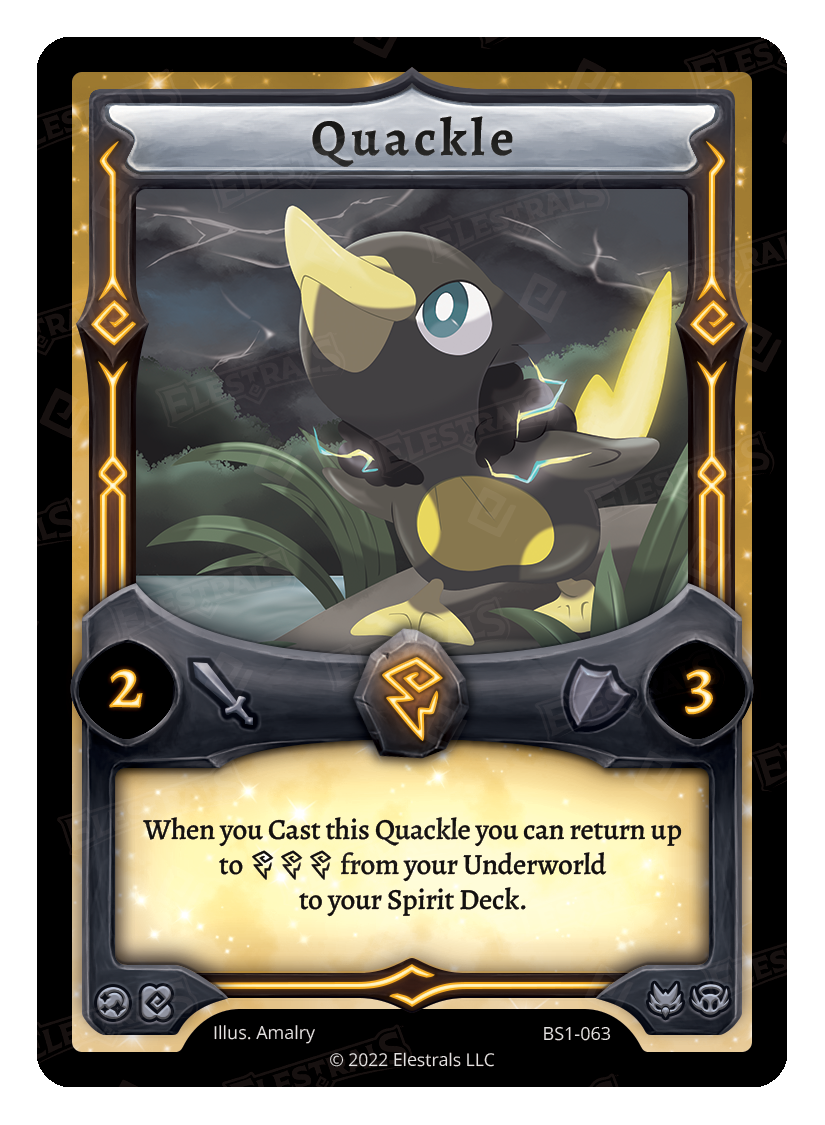 Quackle
2
3
When you Cast this Quackle you can return up
to from your Underworld
to your Spirit Deck.
Illus. Amalry
BS1-063
© 2022 Elestrals LLC
ELESTRALS